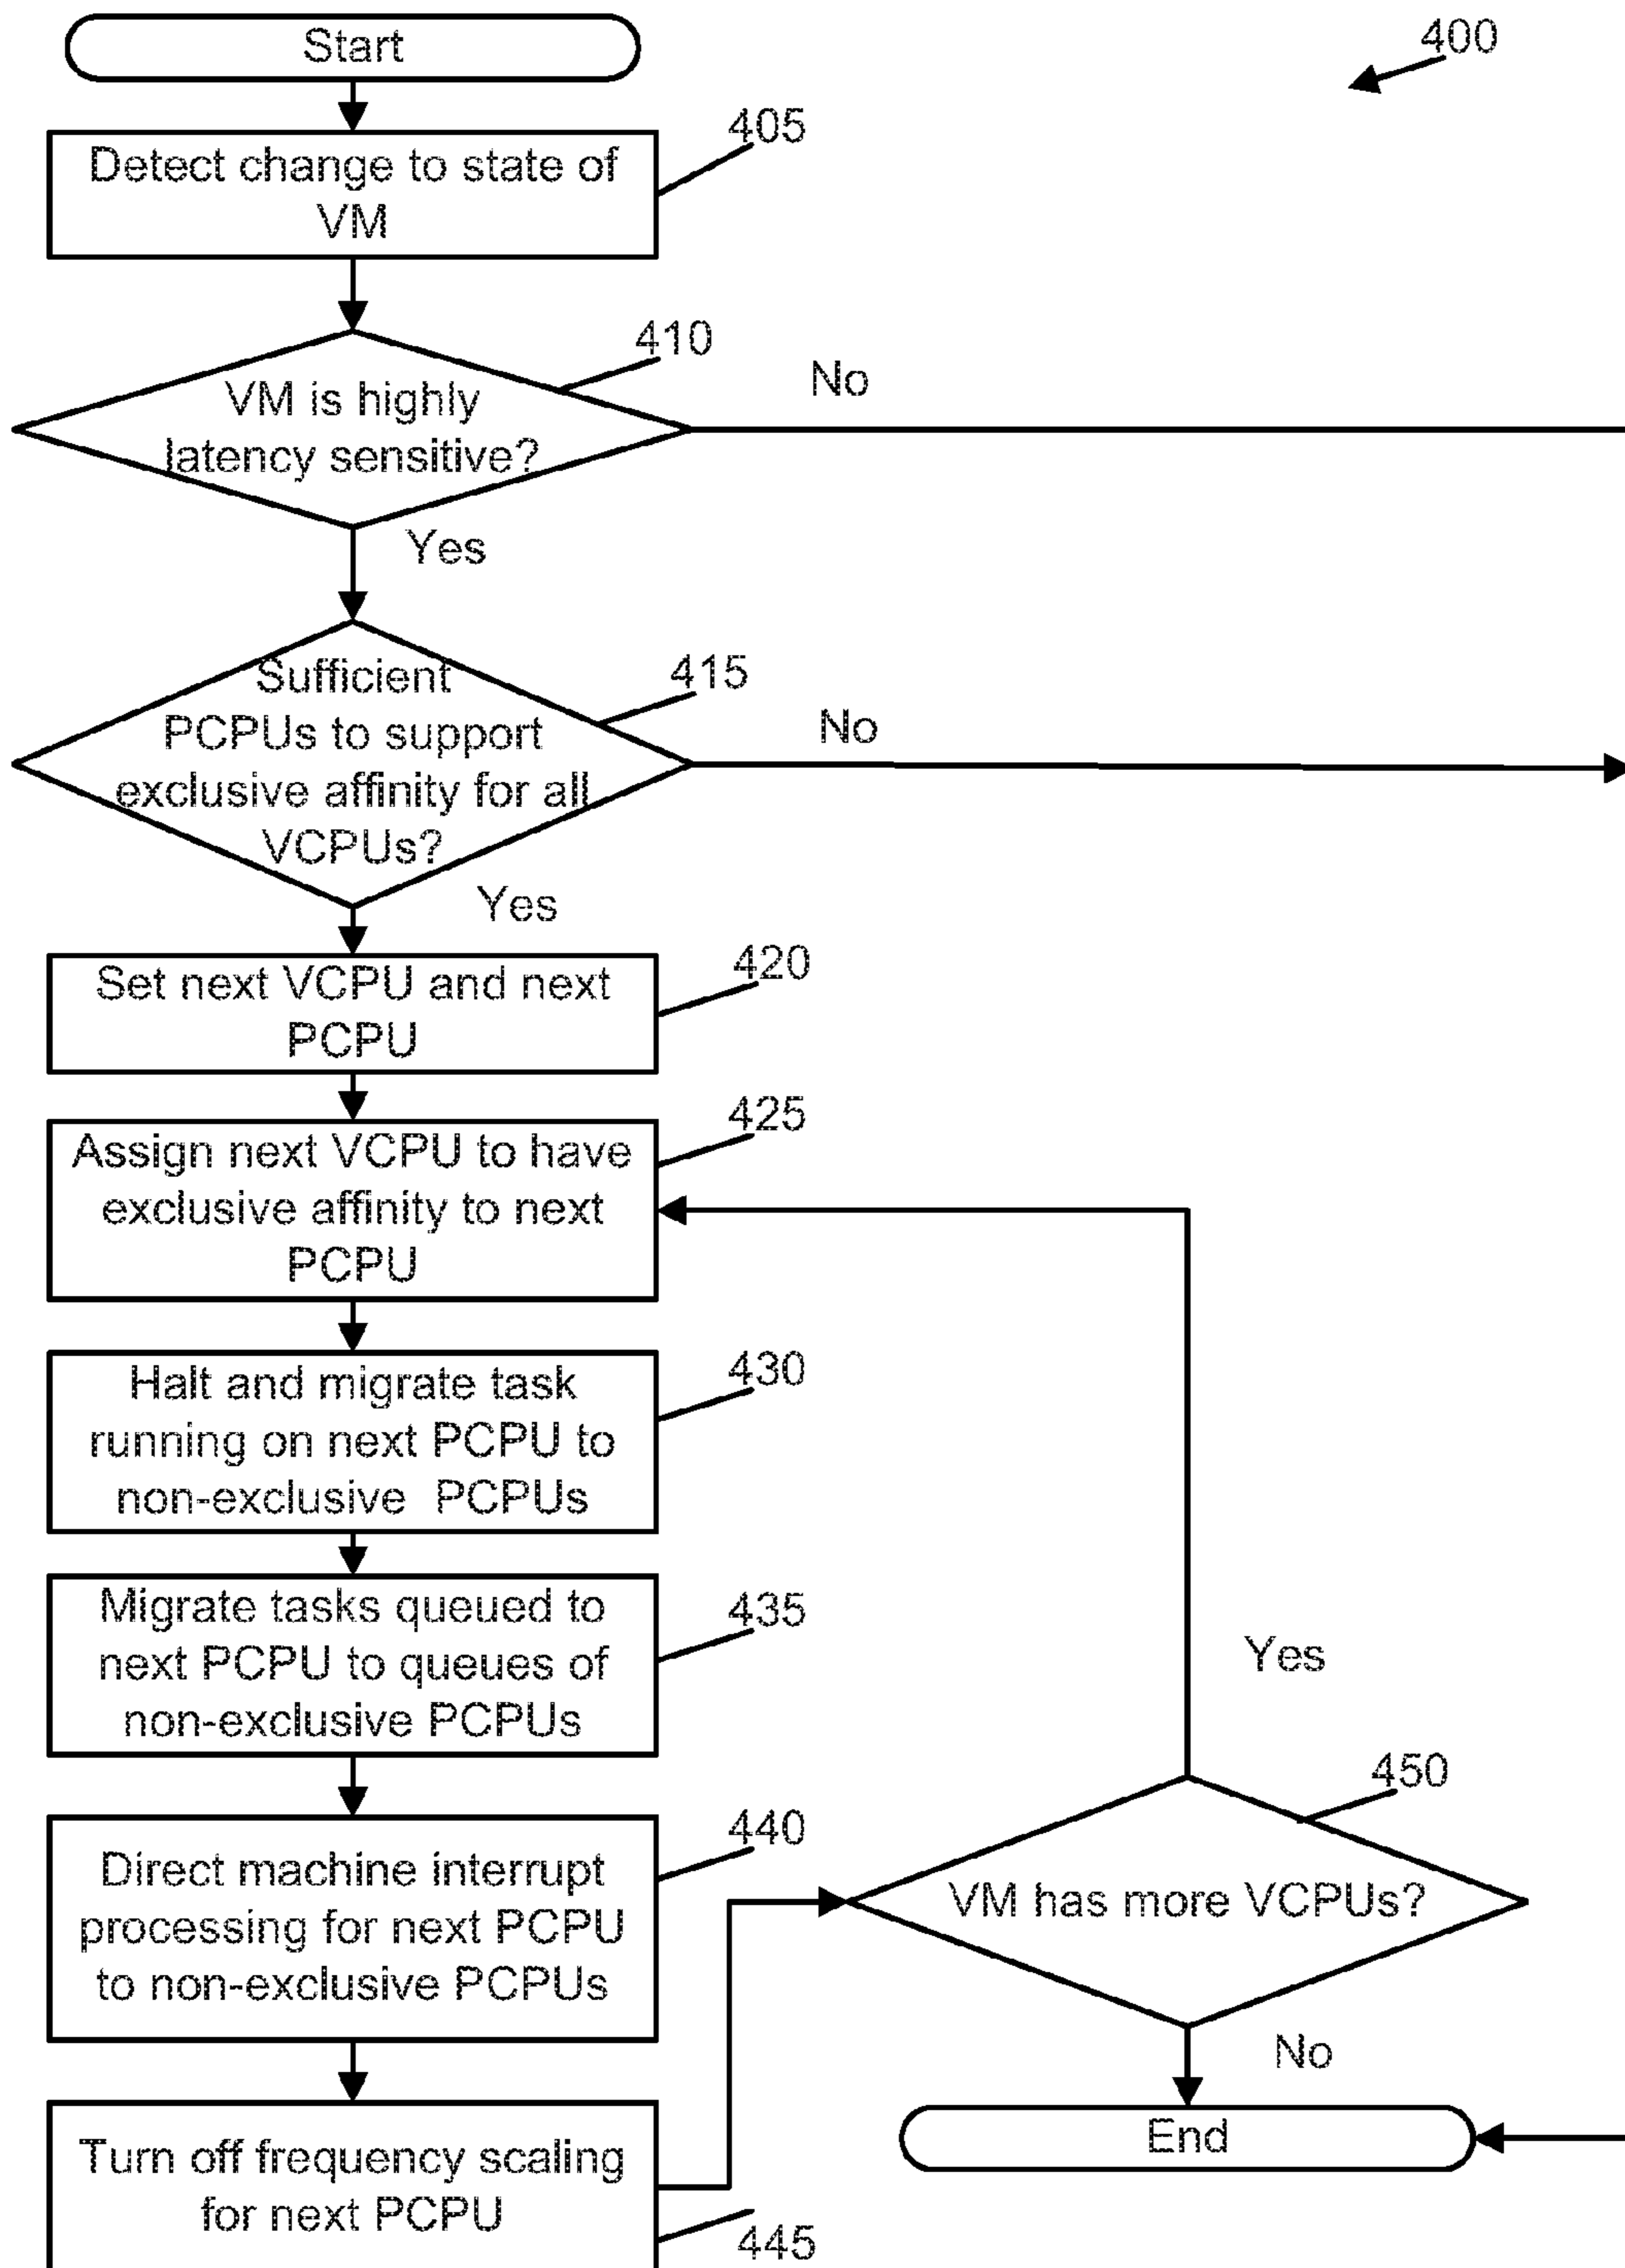 Start
400
405
Detect change to state of
VM
410
VM is highly
latency sensitive?
No
Yes
415
Sufficient
PCPUs to support
exclusive affinity for all
VCPUs?
No
Yes
420
Set next VCPU and next
PCPU
425
Assign next VCPU to have
exclusive affinity to next
PCPU
430
Halt and migrate task
running on next PCPU to
non-exclusive PCPUs
435
Migrate tasks queued to
next PCPU to queues of
non-exclusive PCPUs
Yes
450
VM has more VCPUs?
440
Direct machine interrupt
processing for next PCPU
to non-exclusive PCPUs
No
End
Turn off frequency scaling
for next PCPU
445